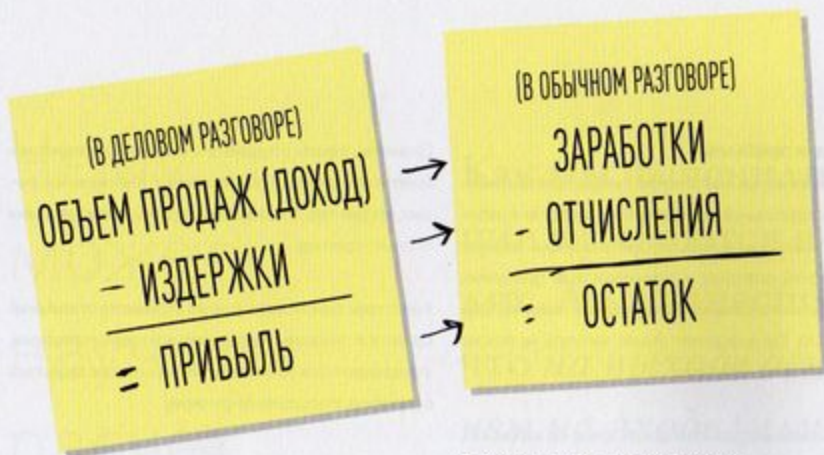 (В ДЕЛОВОМ РАЗГОВОРЕ)
ОБЪЕМ ПРОДАЖ (ДОХОД)
– ИЗДЕРЖКИ
= ПРИБЫЛЬ
(В ОБЫЧНОМ РАЗГОВОРЕ)
ЗАРАБОТКИ
- ОТЧИСЛЕНИЯ
= ОСТАТОК